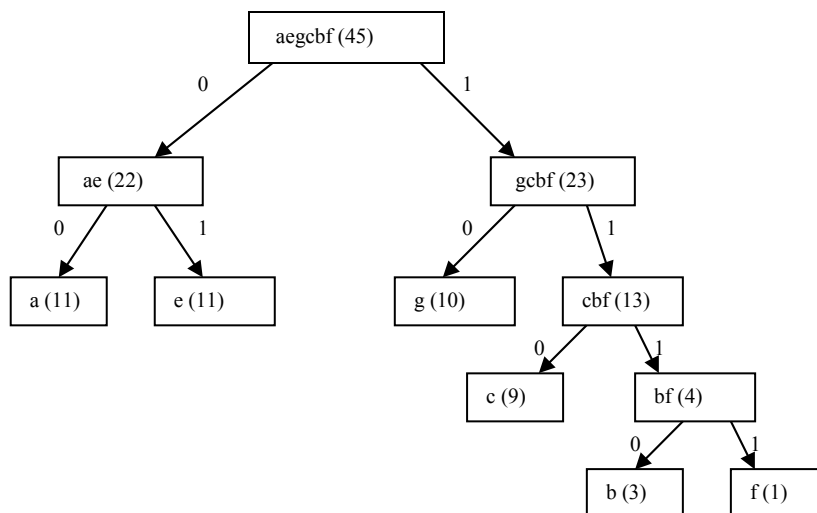 aegcbf (45)
0
1
ae (22)
gcbf (23)
0
1
0
1
a (11)
e (11)
g (10)
cbf (13)
0
1
c (9)
bf (4)
0
1
b (3)
f (1)